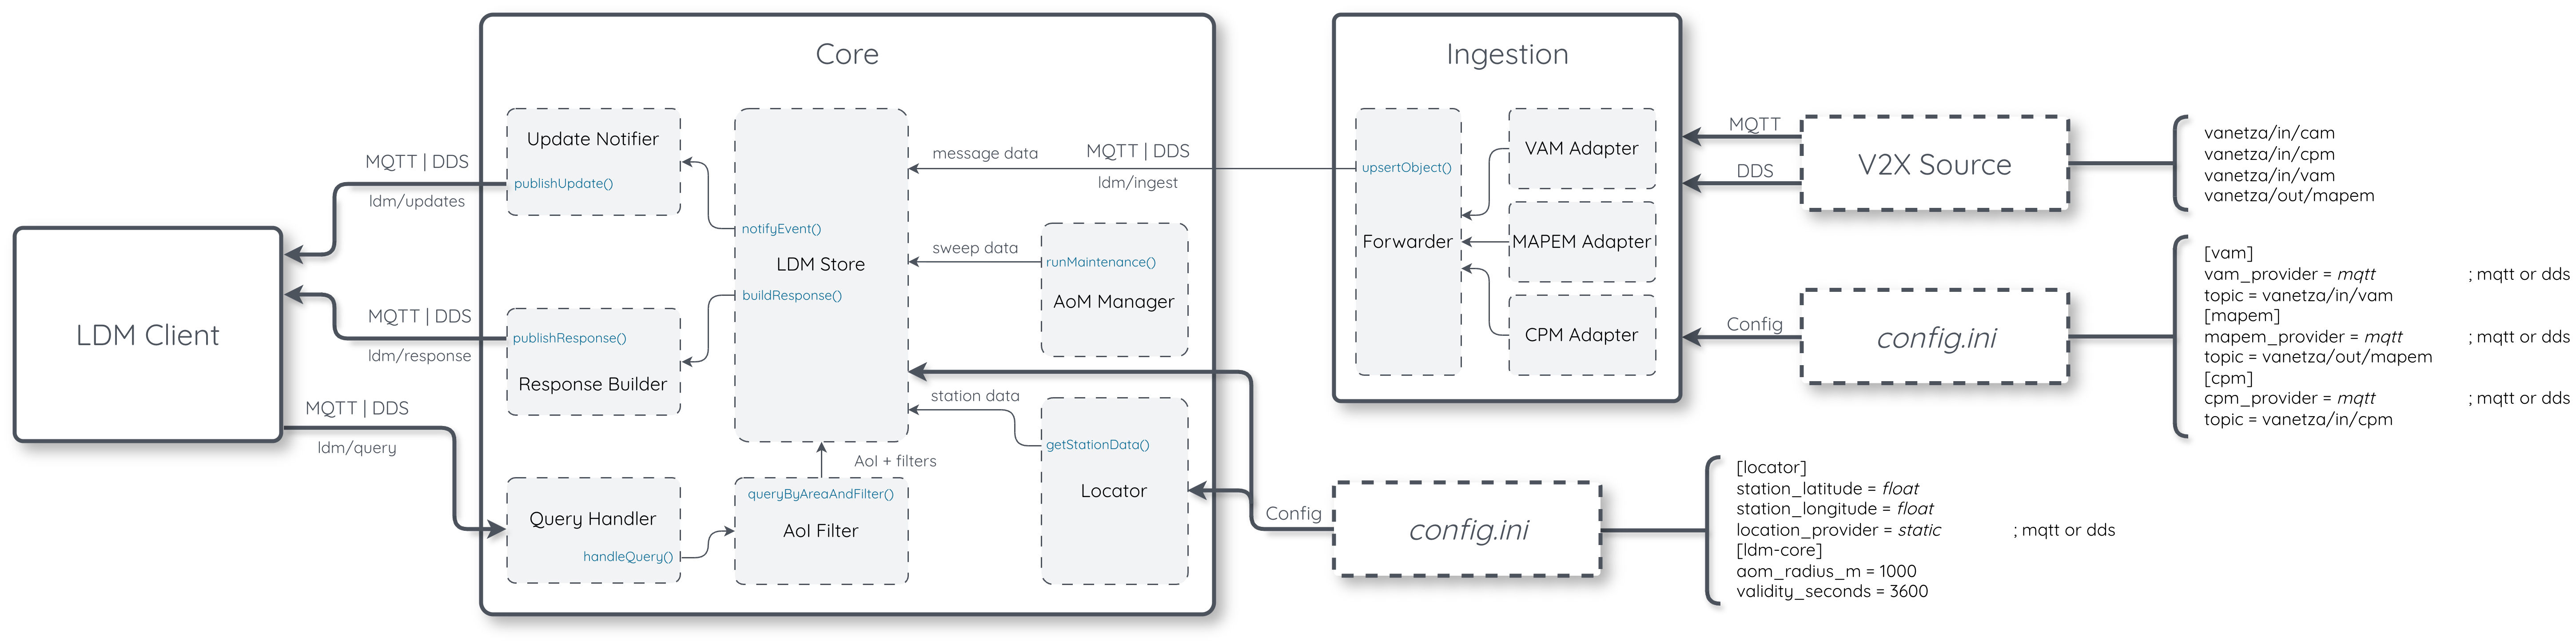 Core
Ingestion
Update Notifier
publishUpdate()
MQTT | DDS
ldm/updates
LDM Client
MQTT | DDS
ldm/response
publishResponse()
Response Builder
MQTT | DDS
ldm/query
Query Handler
handleQuery()
notifyEvent()
LDM Store
buildResponse()
AoI + filters
queryByAreaAndFilter()
AoI Filter
message data
MQTT | DDS
ldm/ingest
sweep data
runMaintenance()
AoM Manager
station data
getStationData()
Locator
upsertObject()
Forwarder
VAM Adapter
MAPEM Adapter
CPM Adapter
MQTT
DDS
V2X Source
vanetza/in/cam
vanetza/in/cpm
vanetza/in/vam
vanetza/out/mapem
Config
config.ini
[vam]
vam_provider = mqtt ; mqtt or dds
topic = vanetza/in/vam
[mapem]
mapem_provider = mqtt ; mqtt or dds
topic = vanetza/out/mapem
[cpm]
cpm_provider = mqtt ; mqtt or dds
topic = vanetza/in/cpm
Config
config.ini
[locator]
station_latitude = float
station_longitude = float
location_provider = static ; mqtt or dds
[ldm-core]
aom_radius_m = 1000
validity_seconds = 3600